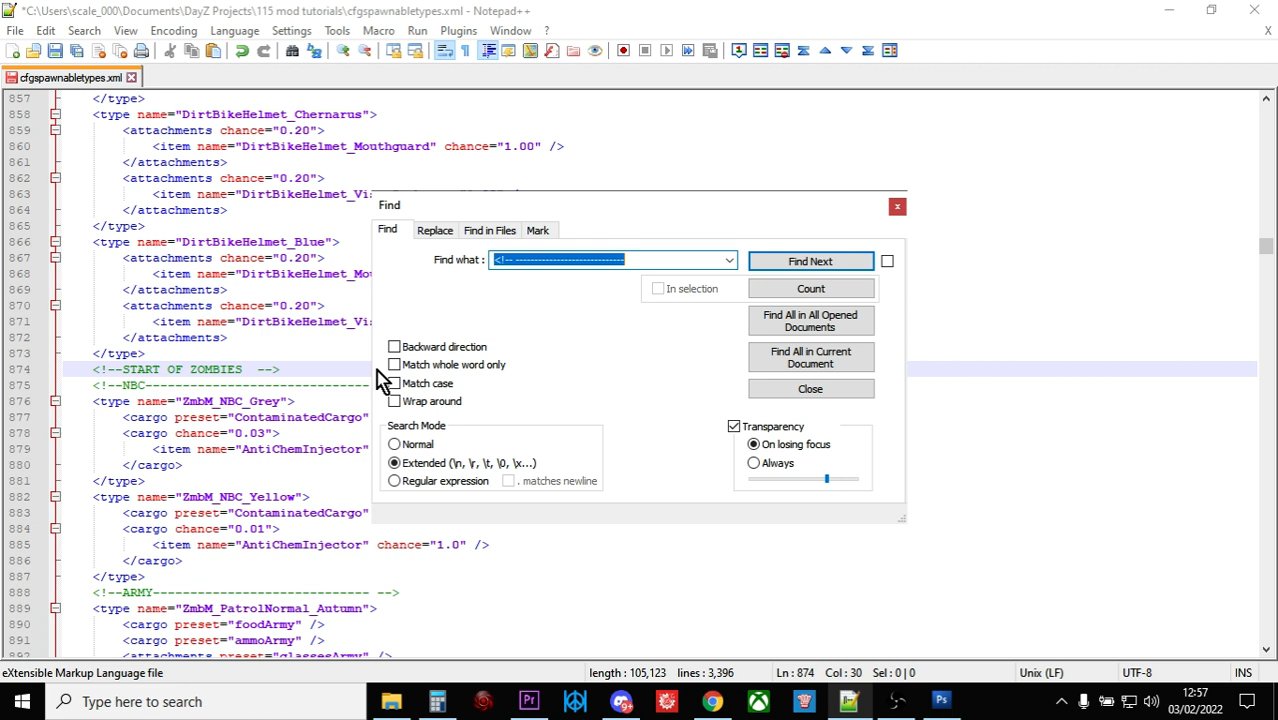 *C:\Users\scale_000\Documents\DayZ Projects\115 mod tutorials\cfgspawnabletypes.xml - Notepad++
File Edit Search View Encoding Language Settings Tools Macro Run Plugins Window ? X
cfgspawnabletypes.xml
857 </type>
858 <type name="DirtBikeHelmet_Chernarus">
859 <attachments chance="0.20">
860 <item name="DirtBikeHelmet_Mouthguard" chance="1.00" />
861 </attachments>
862 <attachments chance="0.20">
863 <item name="DirtBikeHelmet_Vis
864 </attachments>
865 </type>
866 <type name="DirtBikeHelmet_Blue">
867 <attachments chance="0.20">
868 <item name="DirtBikeHelmet_Mou
869 </attachments>
870 <attachments chance="0.20">
871 <item name="DirtBikeHelmet_Vis
872 </attachments>
873 </type>
874 <!--START OF ZOMBIES  -->
875 <!--NBC------------------------------
876 <type name="ZmbM_NBC_Grey">
877 <cargo preset="ContaminatedCargo"
878 <cargo chance="0.03">
879 <item name="AntiChemInjector"
880 </cargo>
881 </type>
882 <type name="ZmbM_NBC_Yellow">
883 <cargo preset="ContaminatedCargo"
884 <cargo chance="0.01">
885 <item name="AntiChemInjector" chance="1.0" />
886 </cargo>
887 </type>
888 <!--ARMY----------------------------- -->
889 <type name="ZmbM_PatrolNormal_Autumn">
890 <cargo preset="foodArmy" />
891 <cargo preset="ammoArmy" />
892 <attachments preset="glassesArmy" />
Find
Find Replace Find in Files Mark
Find what : <!-- ----------------------------- Find Next
In selection Count
Find All in All Opened Documents
Backward direction
Match whole word only Find All in Current Document
Match case
Wrap around Close
Search Mode Transparency
Normal On losing focus
Extended (\n, \r, \t, \0, \x...) Always
Regular expression . matches newline
eXtensible Markup Language file length : 105,123 lines : 3,396 Ln : 874 Col : 30 Sel : 0 | 0 Unix (LF) UTF-8 INS
Type here to search 12:57
03/02/2022